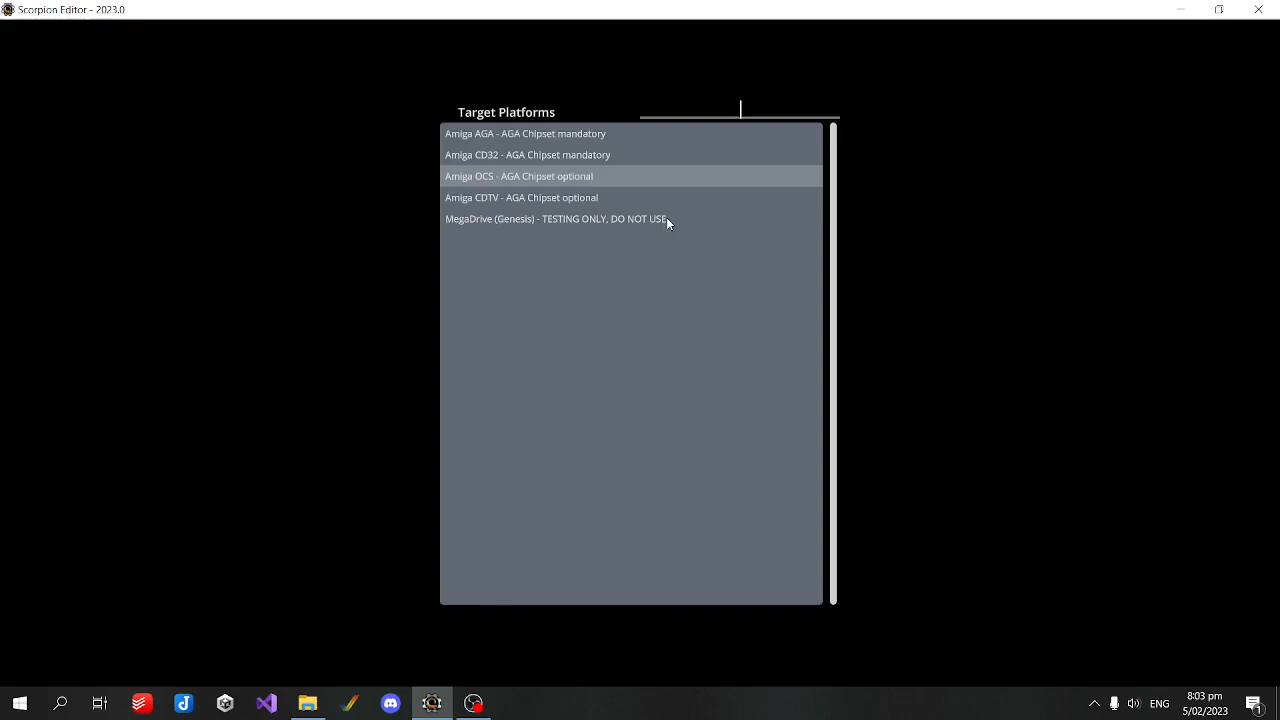 Scorpion Editor - 2023.0
Target Platforms
Amiga AGA - AGA Chipset mandatory
Amiga CD32 - AGA Chipset mandatory
Amiga OCS - AGA Chipset optional
Amiga CDTV - AGA Chipset optional
MegaDrive (Genesis) - TESTING ONLY, DO NOT USE
8:03 pm
ENG
5/02/2023
1